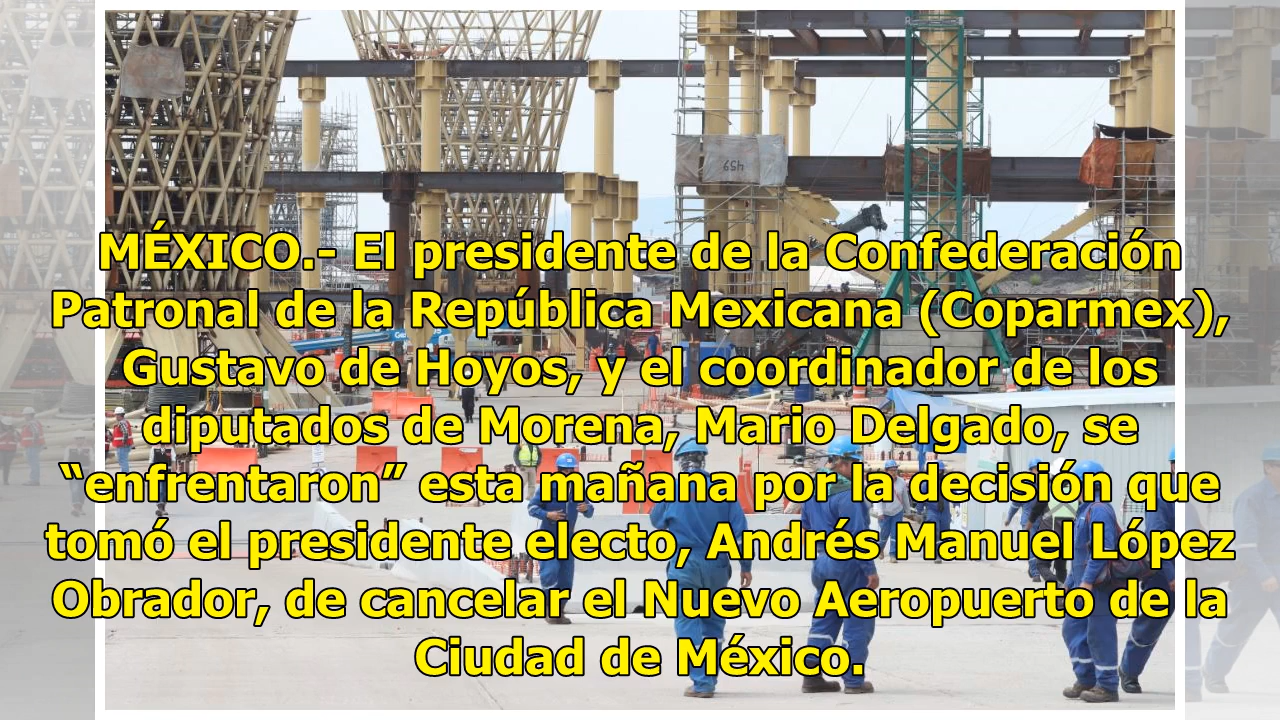 459
MÉXICO.- El presidente de la Confederación
Patronal de la República Mexicana (Coparmex),
Gustavo de Hoyos, y el coordinador de los
diputados de Morena, Mario Delgado, se
“enfrentaron” esta mañana por la decisión que
tomó el presidente electo, Andrés Manuel López
Obrador, de cancelar el Nuevo Aeropuerto de la
Ciudad de México.